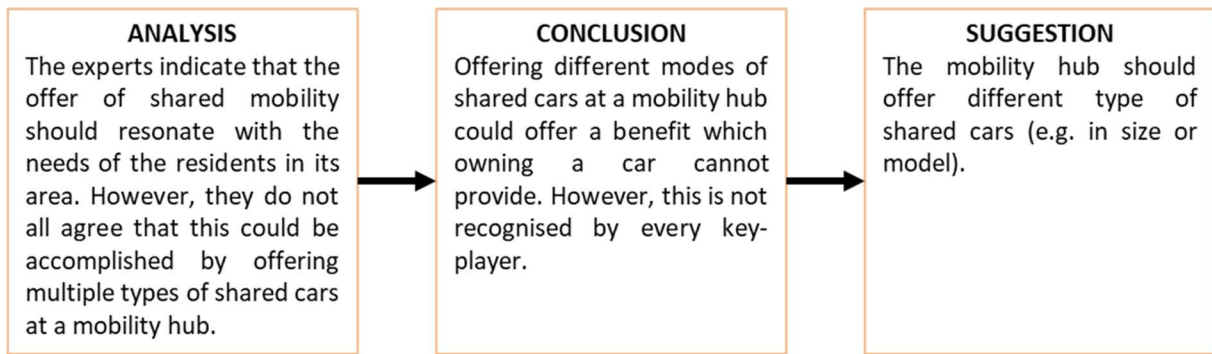 ANALYSIS
The experts indicate that the
offer of shared mobility
should resonate with the
needs of the residents in its
area. However, they do not
all agree that this could be
accomplished by offering
multiple types of shared cars
at a mobility hub.
CONCLUSION
Offering different modes of
shared cars at a mobility hub
could offer a benefit which
owning a car cannot
provide. However, this is not
recognised by every key-
player.
SUGGESTION
The mobility hub should
offer different type of
shared cars (e.g. in size or
model).